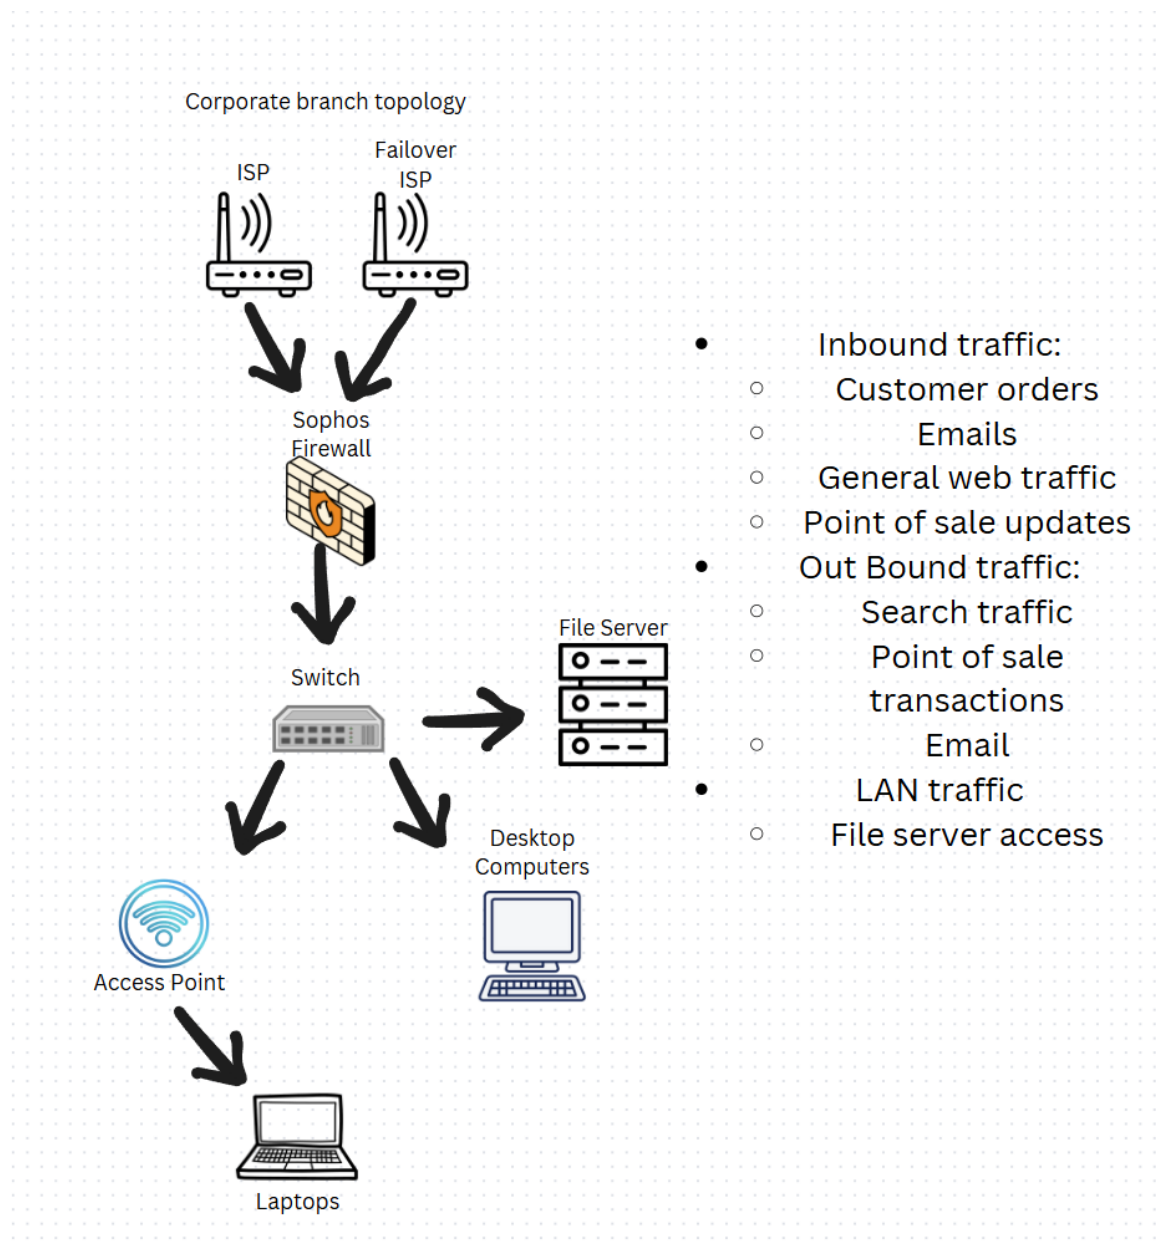 Corporate branch topology
Failover
ISP
ISP
Sophos
Firewall
Switch
File Server
Desktop
Computers
Access Point
Laptops
Inbound traffic:
Customer orders
Emails
General web traffic
Point of sale updates
Out Bound traffic:
Search traffic
Point of sale
transactions
Email
LAN traffic
File server access